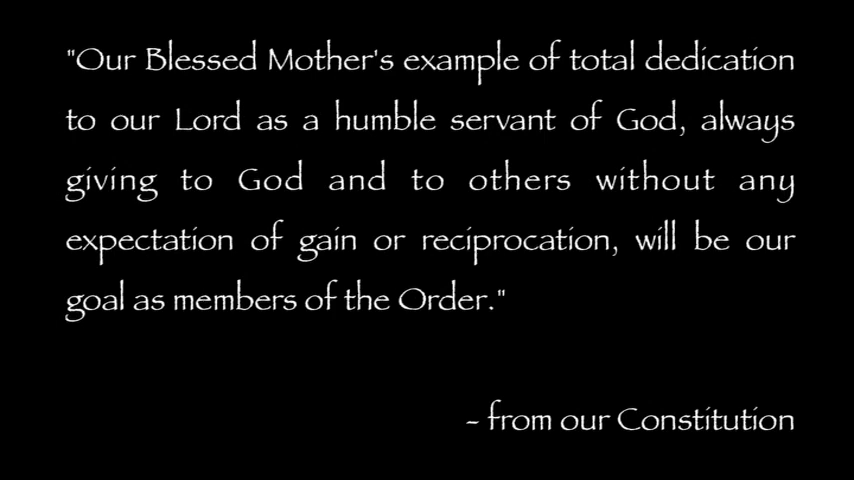 "Our Blessed Mother's example of total dedication
to our Lord as a humble servant of God, always
giving to God and to others without any
expectation of gain or reciprocation, will be our
goal as members of the Order."
- from our Constitution